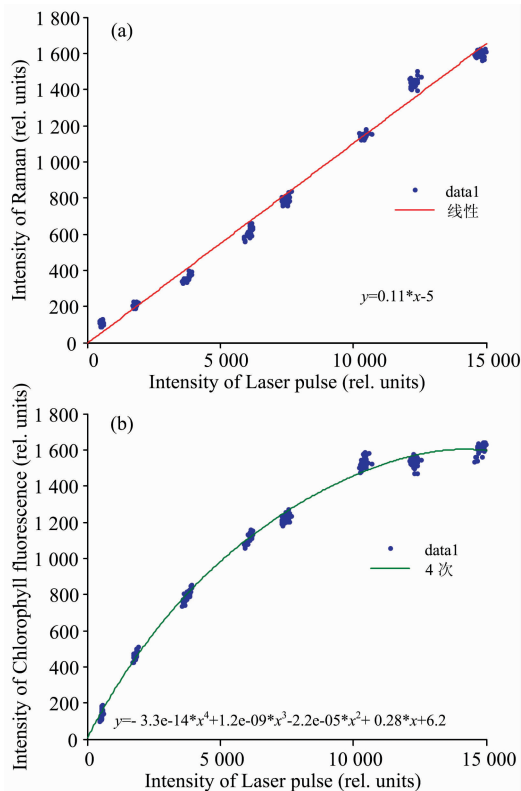 (a)
1 800
1 600
1 400
1 200
1 000
800
600
400
200
0
Intensity of Raman (rel. units)
data1
线性
y=0.11*x-5
0
5 000
10 000
15 000
Intensity of Laser pulse (rel. units)
(b)
1 800
1 600
1 400
1 200
1 000
800
600
400
200
0
Intensity of Chlorophyll fluorescence (rel. units)
data1
4 次
y=- 3.3e-14*x⁴+1.2e-09*x³-2.2e-05*x²+ 0.28*x+6.2
0
5 000
10 000
15 000
Intensity of Laser pulse (rel. units)